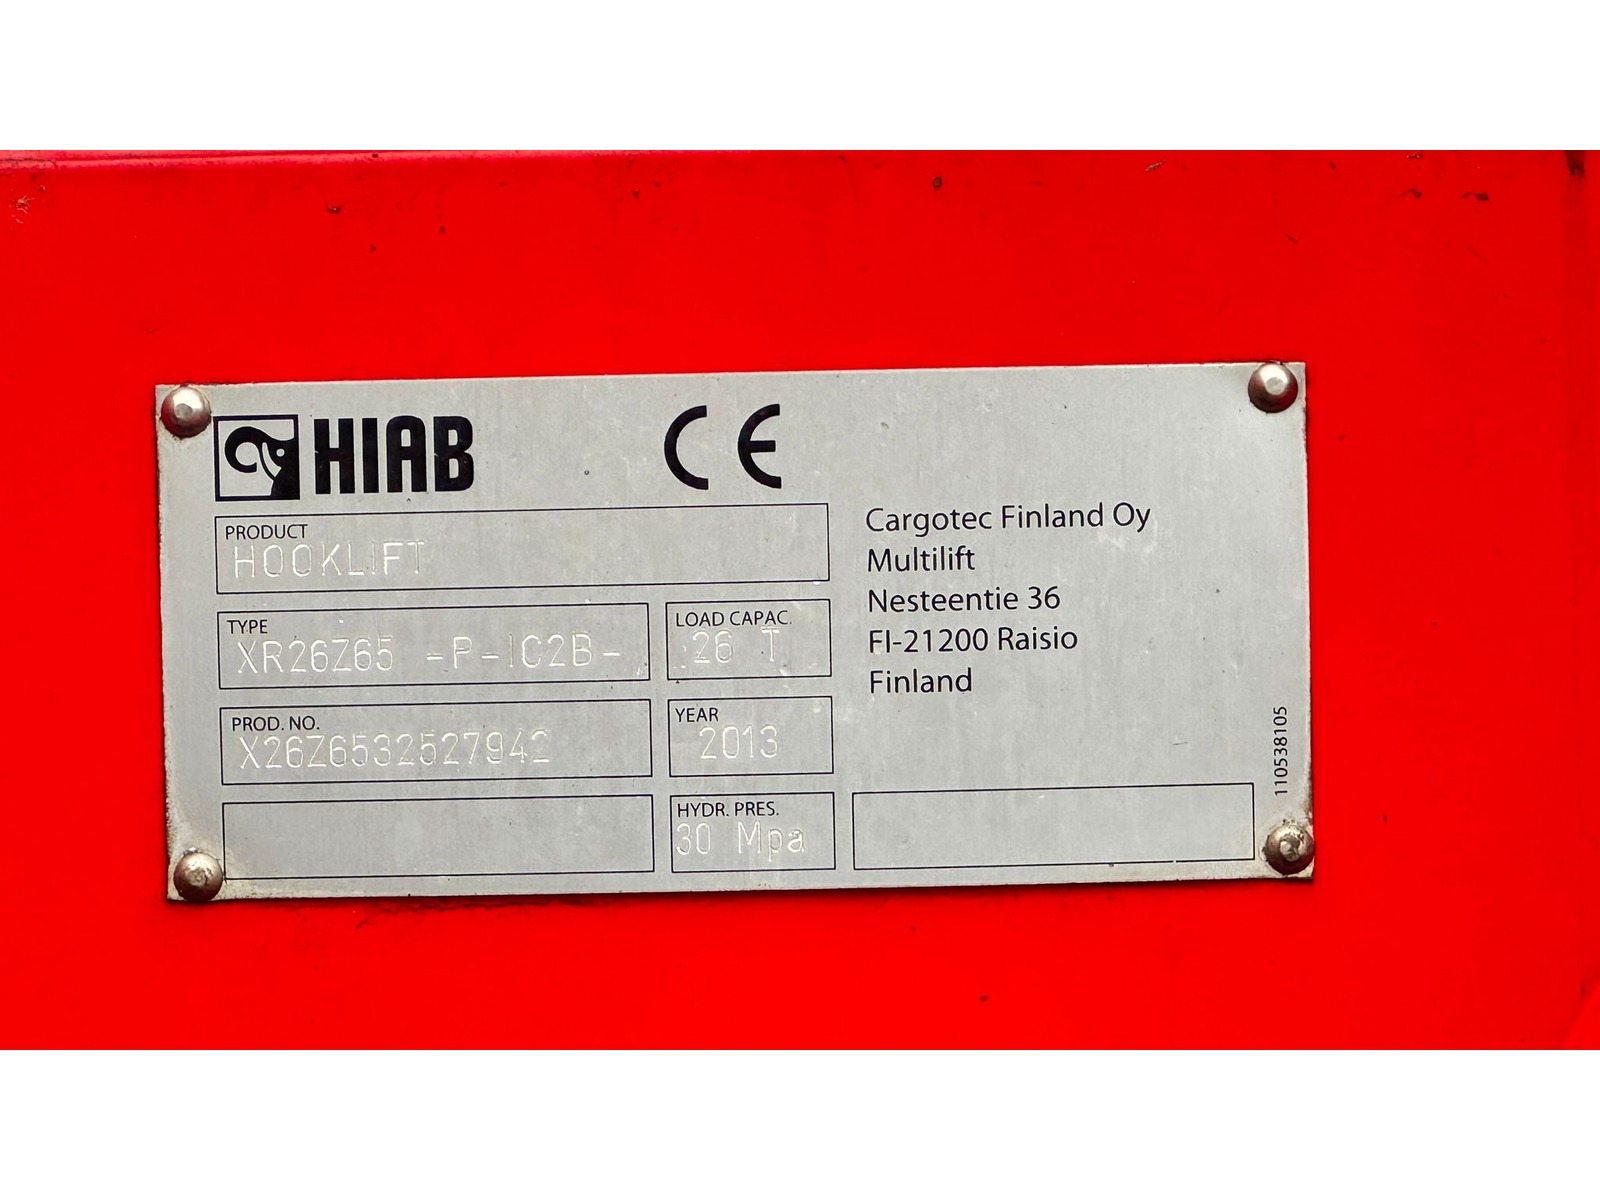 HIAB CE
PRODUCT
HOOKLIFT
TYPE
XR26Z65 -P-IC2B-
LOAD CAPAC.
26 T
PROD. NO.
X26Z6532527942
YEAR
2013
HYDR. PRES.
30 Mpa
Cargotec Finland Oy
Multilift
Nesteentie 36
FI-21200 Raisio
Finland
110538105